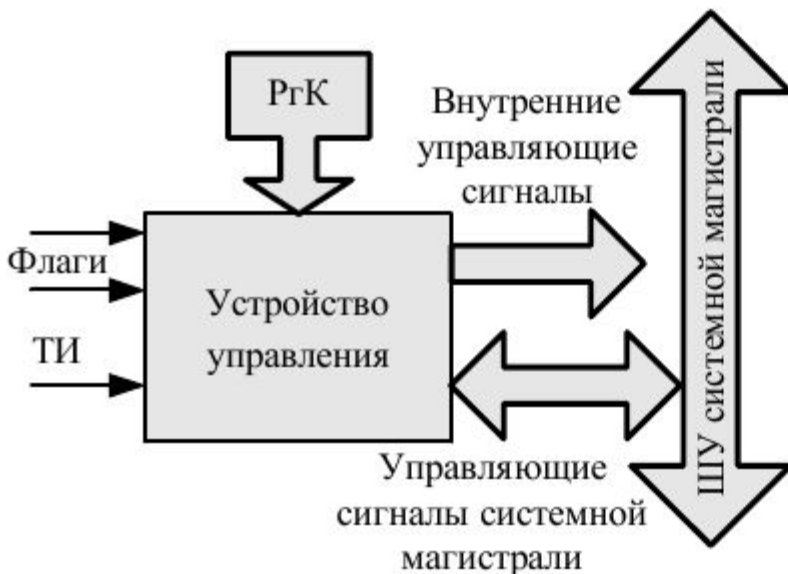 РгК
Внутренние
управляющие
сигналы
Флаги
Устройство
управления
ТИ
Управляющие
сигналы системной
магистрали
ШУ системной магистрали